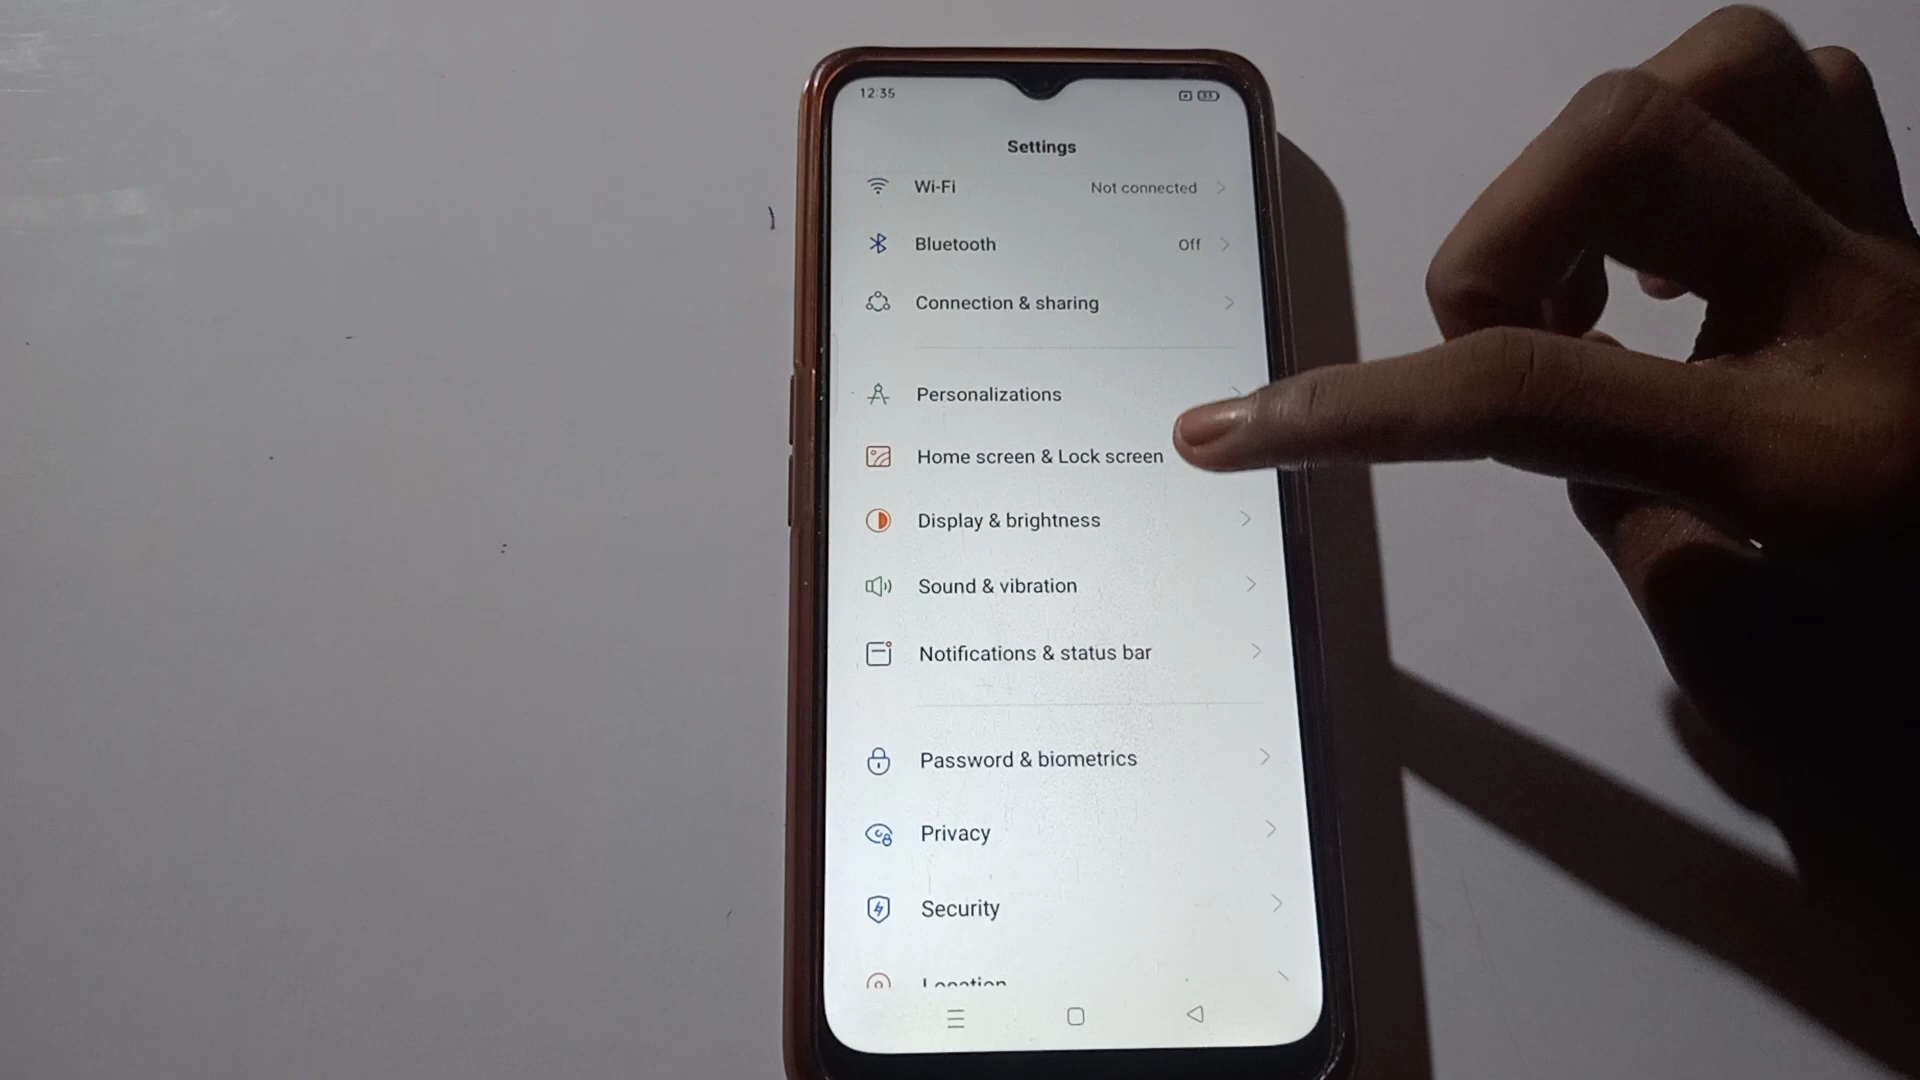 12:35
Settings
Wi-Fi Not connected
Bluetooth Off
Connection & sharing
Personalizations
Home screen & Lock screen
Display & brightness
Sound & vibration
Notifications & status bar
Password & biometrics
Privacy
Security
Location